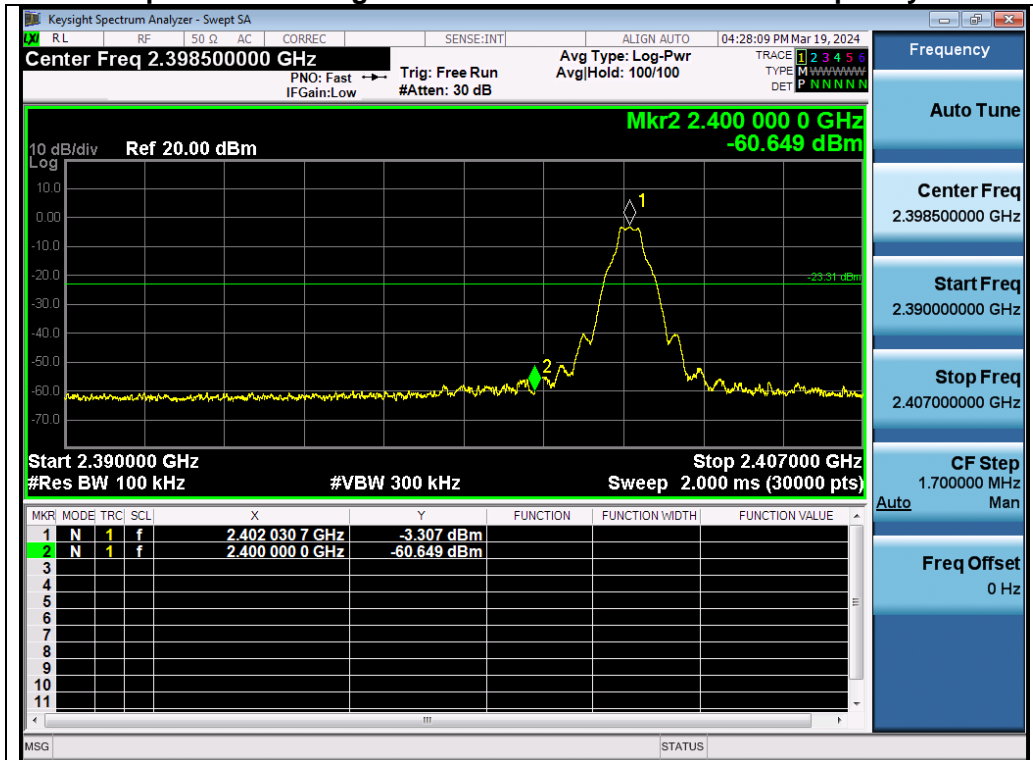 Keysight Spectrum Analyzer - Swept SA
LXI RL RF 50 Ω AC CORREC SENSE:INT ALIGN AUTO 04:28:09 PM Mar 19, 2024
Center Freq 2.398500000 GHz
PNO: Fast
IFGain:Low
Trig: Free Run
#Atten: 30 dB
Avg Type: Log-Pwr
Avg|Hold: 100/100
TRACE 1 2 3 4 5 6
TYPE M WWWWW
DET P N N N N N
Mkr2 2.400 000 0 GHz
-60.649 dBm
10 dB/div Ref 20.00 dBm
Log
10.0
0.00
-10.0
-20.0
-30.0
-40.0
-50.0
-60.0
-70.0
1
-23.31 dBm
2
Start 2.390000 GHz Stop 2.407000 GHz
#Res BW 100 kHz #VBW 300 kHz Sweep 2.000 ms (30000 pts)
MKR MODE TRC SCL X Y FUNCTION FUNCTION WIDTH FUNCTION VALUE
1 N 1 f 2.402 030 7 GHz -3.307 dBm
2 N 1 f 2.400 000 0 GHz -60.649 dBm
3
4
5
6
7
8
9
10
11
MSG STATUS
Frequency
Auto Tune
Center Freq
2.398500000 GHz
Start Freq
2.390000000 GHz
Stop Freq
2.407000000 GHz
CF Step
1.700000 MHz
Auto Man
Freq Offset
0 Hz